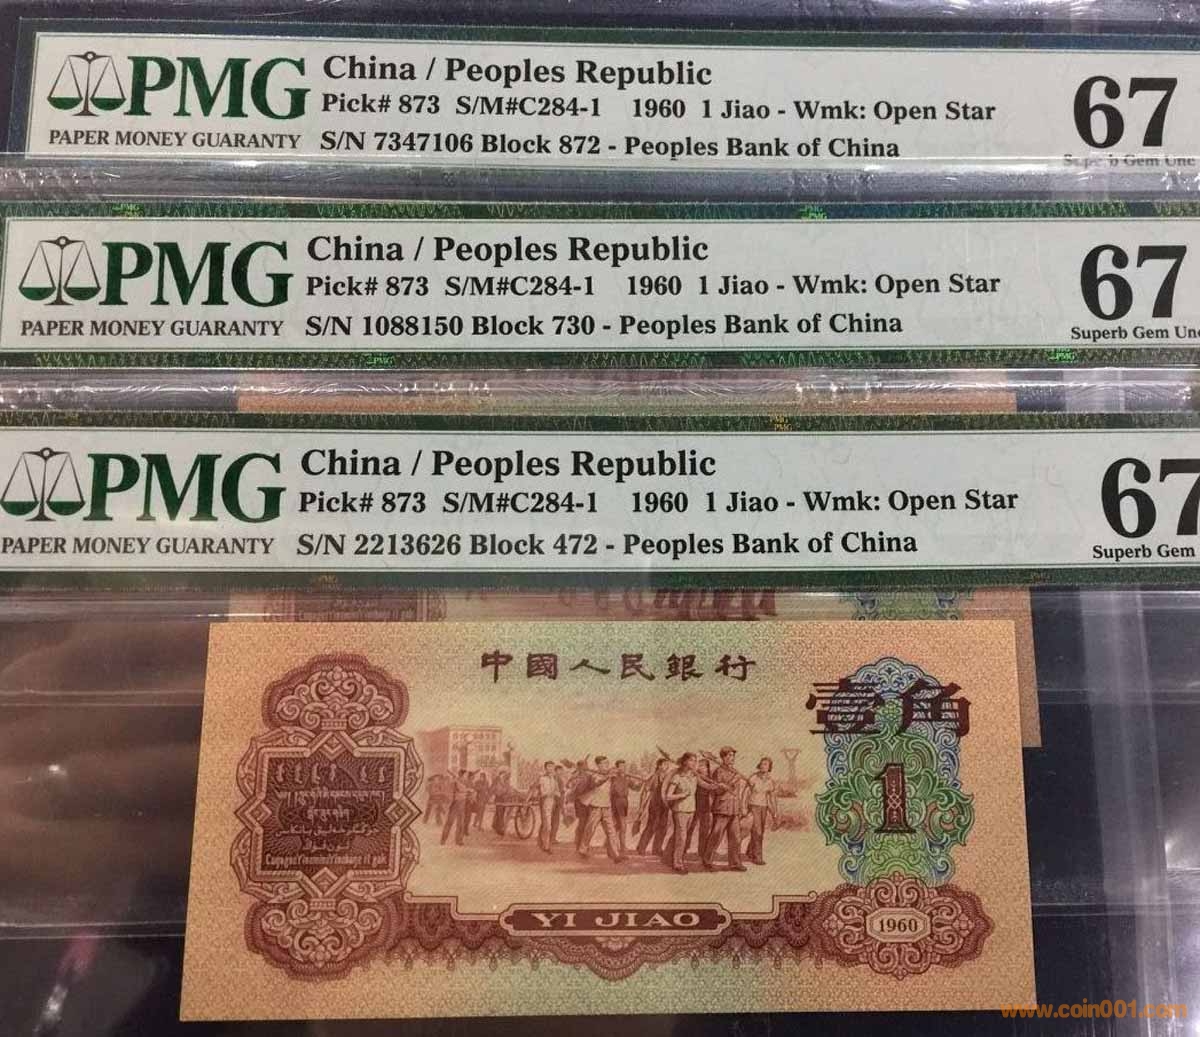 PMG
PAPER MONEY GUARANTY
China / Peoples Republic
Pick# 873 S/M#C284-1 1960 1 Jiao - Wmk: Open Star
S/N 7347106 Block 872 - Peoples Bank of China
67
Gem Unc
PMG
PAPER MONEY GUARANTY
China / Peoples Republic
Pick# 873 S/M#C284-1 1960 1 Jiao - Wmk: Open Star
S/N 1088150 Block 730 - Peoples Bank of China
67
Superb Gem Unc
PMG
PAPER MONEY GUARANTY
China / Peoples Republic
Pick# 873 S/M#C284-1 1960 1 Jiao - Wmk: Open Star
S/N 2213626 Block 472 - Peoples Bank of China
67
Superb Gem
中國人民銀行
壹角
1
YI JIAO
1960
www.coin001.com